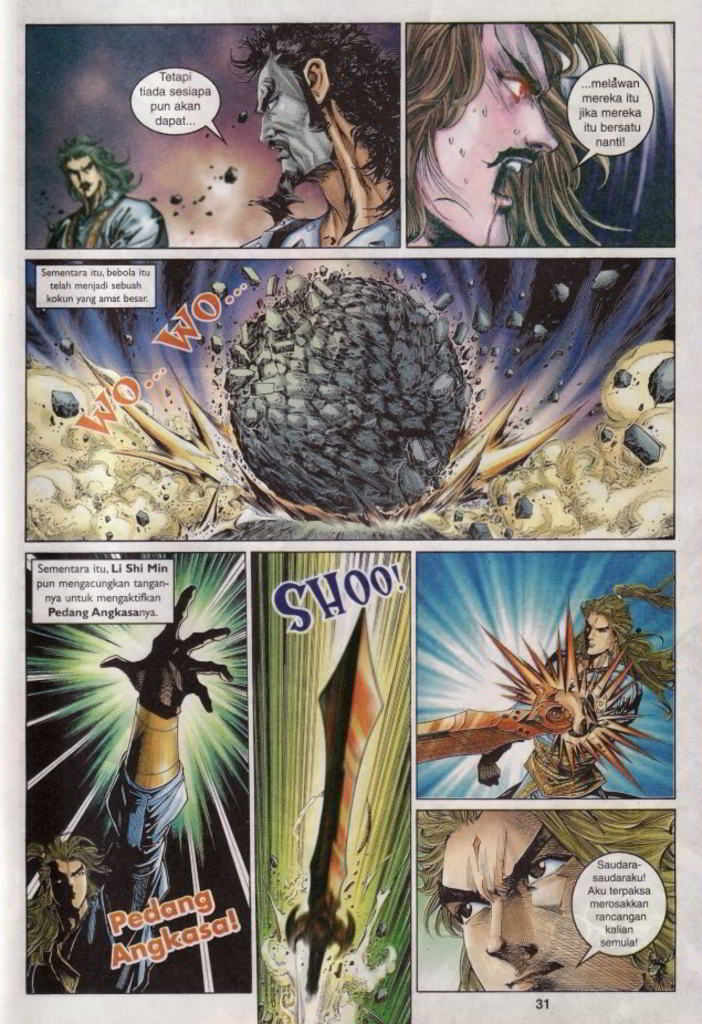 Tetapi
tiada sesiapa
pun akan
dapat...
...melawan
mereka itu
jika mereka
itu bersatu
nanti!
Sementara itu, bebola itu
telah menjadi sebuah
kokun yang amat besar.
WO...
WO...
Sementara itu, Li Shi Min
pun mengacungkan tangan-
nya untuk mengaktifkan
Pedang Angkasanya.
Pedang
Angkasa!
SHOO!
Saudara-
saudaraku!
Aku terpaksa
merosakkan
rancangan
kalian
semula!
31